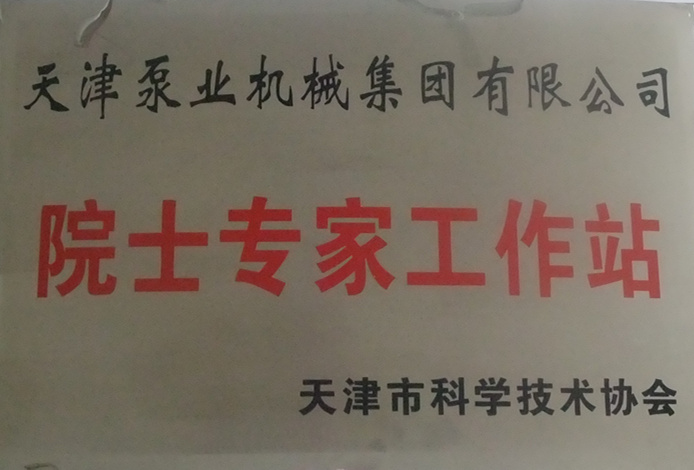 天津泵业机械集团有限公司
院士专家工作站
天津市科学技术协会